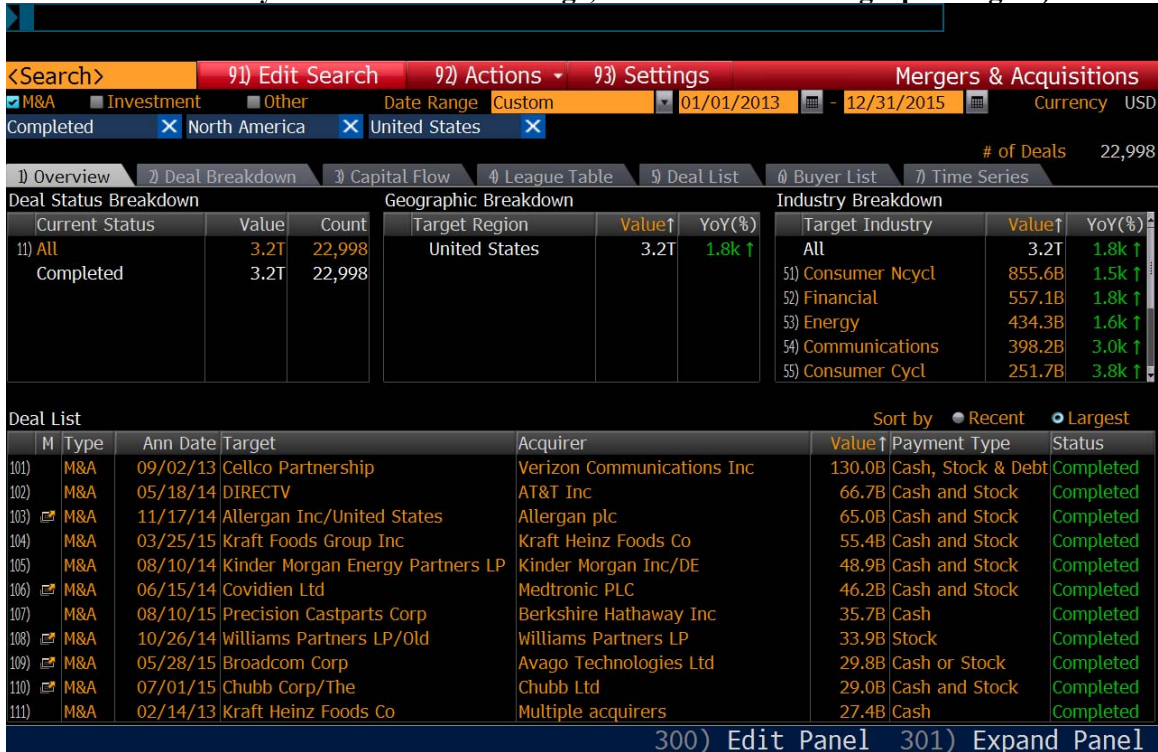 <Search> 91) Edit Search 92) Actions 93) Settings Mergers & Acquisitions
M&A Investment Other Date Range Custom 01/01/2013 - 12/31/2015 Currency USD
Completed X North America X United States X
# of Deals 22,998
1) Overview 2) Deal Breakdown 3) Capital Flow 4) League Table 5) Deal List 6) Buyer List 7) Time Series
Deal Status Breakdown Geographic Breakdown Industry Breakdown
Current Status Value Count Target Region Value↑ YoY(%) Target Industry Value↑ YoY(%)
11) All 3.2T 22,998 United States 3.2T 1.8k ↑ All 3.2T 1.8k ↑
Completed 3.2T 22,998 51) Consumer Ncycl 855.6B 1.5k ↑
52) Financial 557.1B 1.8k ↑
53) Energy 434.3B 1.6k ↑
54) Communications 398.2B 3.0k ↑
55) Consumer Cycl 251.7B 3.8k ↑
Deal List Sort by Recent Largest
M Type Ann Date Target Acquirer Value↑ Payment Type Status
101) M&A 09/02/13 Cellco Partnership Verizon Communications Inc 130.0B Cash, Stock & Debt Completed
102) M&A 05/18/14 DIRECTV AT&T Inc 66.7B Cash and Stock Completed
103) M&A 11/17/14 Allergan Inc/United States Allergan plc 65.0B Cash and Stock Completed
104) M&A 03/25/15 Kraft Foods Group Inc Kraft Heinz Foods Co 55.4B Cash and Stock Completed
105) M&A 08/10/14 Kinder Morgan Energy Partners LP Kinder Morgan Inc/DE 48.9B Cash and Stock Completed
106) M&A 06/15/14 Covidien Ltd Medtronic PLC 46.2B Cash and Stock Completed
107) M&A 08/10/15 Precision Castparts Corp Berkshire Hathaway Inc 35.7B Cash Completed
108) M&A 10/26/14 Williams Partners LP/Old Williams Partners LP 33.9B Stock Completed
109) M&A 05/28/15 Broadcom Corp Avago Technologies Ltd 29.8B Cash or Stock Completed
110) M&A 07/01/15 Chubb Corp/The Chubb Ltd 29.0B Cash and Stock Completed
111) M&A 02/14/13 Kraft Heinz Foods Co Multiple acquirers 27.4B Cash Completed
300) Edit Panel 301) Expand Panel